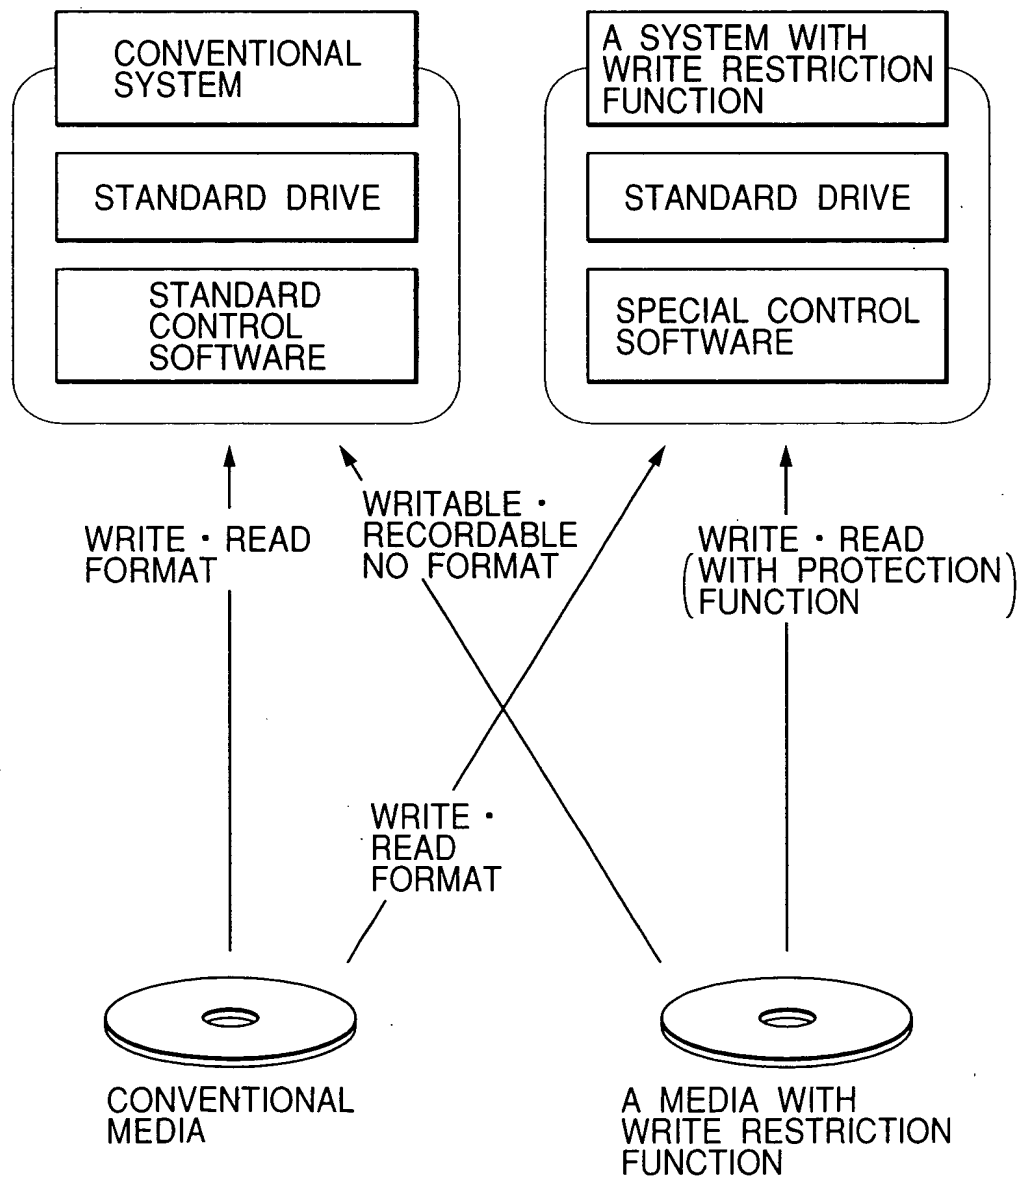 CONVENTIONAL
SYSTEM
STANDARD DRIVE
STANDARD
CONTROL
SOFTWARE
A SYSTEM WITH
WRITE RESTRICTION
FUNCTION
STANDARD DRIVE
SPECIAL CONTROL
SOFTWARE
WRITE・READ
FORMAT
WRITABLE・
RECORDABLE
NO FORMAT
WRITE・READ
(WITH PROTECTION
FUNCTION)
WRITE・
READ
FORMAT
CONVENTIONAL
MEDIA
A MEDIA WITH
WRITE RESTRICTION
FUNCTION